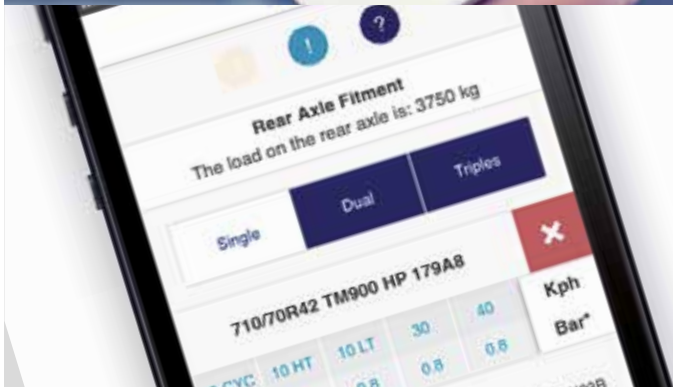 !
?
Rear Axle Fitment
The load on the rear axle is: 3750 kg
Single Dual Triples
710/70R42 TM900 HP 179A8
CYC 10 HT 10 LT 30 40 Kph
0.8 0.8 0.8 Bar*